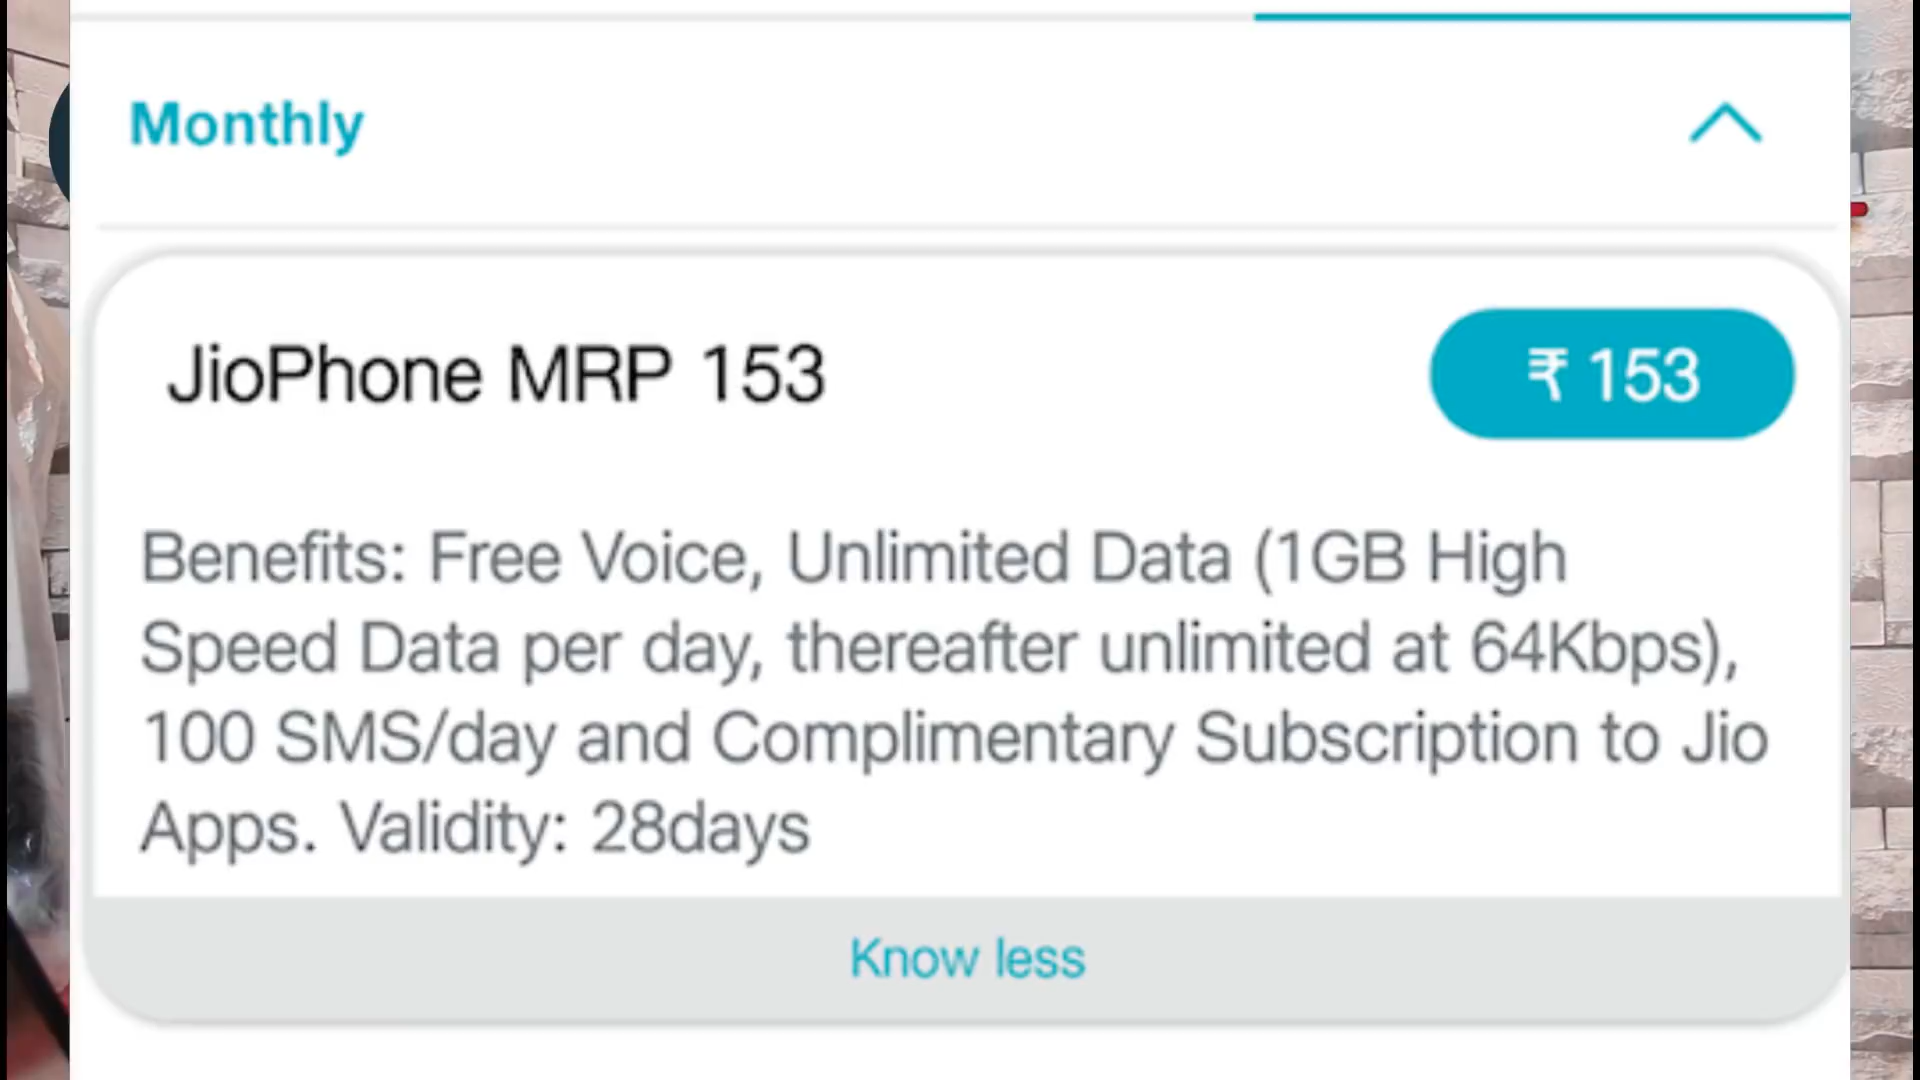 Monthly
JioPhone MRP 153
₹ 153
Benefits: Free Voice, Unlimited Data (1GB High
Speed Data per day, thereafter unlimited at 64Kbps),
100 SMS/day and Complimentary Subscription to Jio
Apps. Validity: 28days
Know less